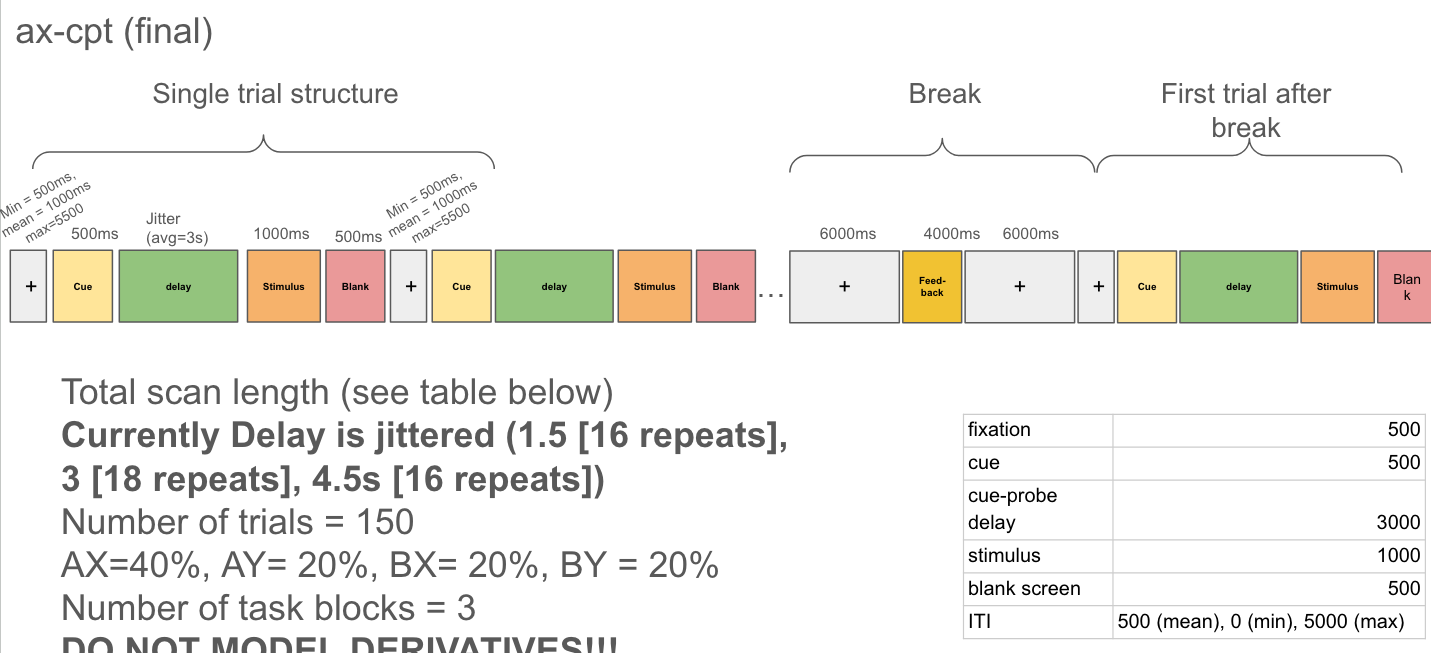 ax-cpt (final)
Single trial structure
Break
First trial after
break
Min = 500ms,
mean = 1000ms
max=5500
500ms
Jitter
(avg=3s)
1000ms
500ms
Min = 500ms,
mean = 1000ms
max=5500
6000ms
4000ms
6000ms
+
Cue
delay
Stimulus
Blank
+
Cue
delay
Stimulus
Blank
...
+
Feed-
back
+
+
Cue
delay
Stimulus
Blan
k
Total scan length (see table below)
Currently Delay is jittered (1.5 [16 repeats],
3 [18 repeats], 4.5s [16 repeats])
Number of trials = 150
AX=40%, AY= 20%, BX= 20%, BY = 20%
Number of task blocks = 3
DO NOT MODEL DERIVATIVES!!!
fixation 500
cue 500
cue-probe
delay 3000
stimulus 1000
blank screen 500
ITI 500 (mean), 0 (min), 5000 (max)